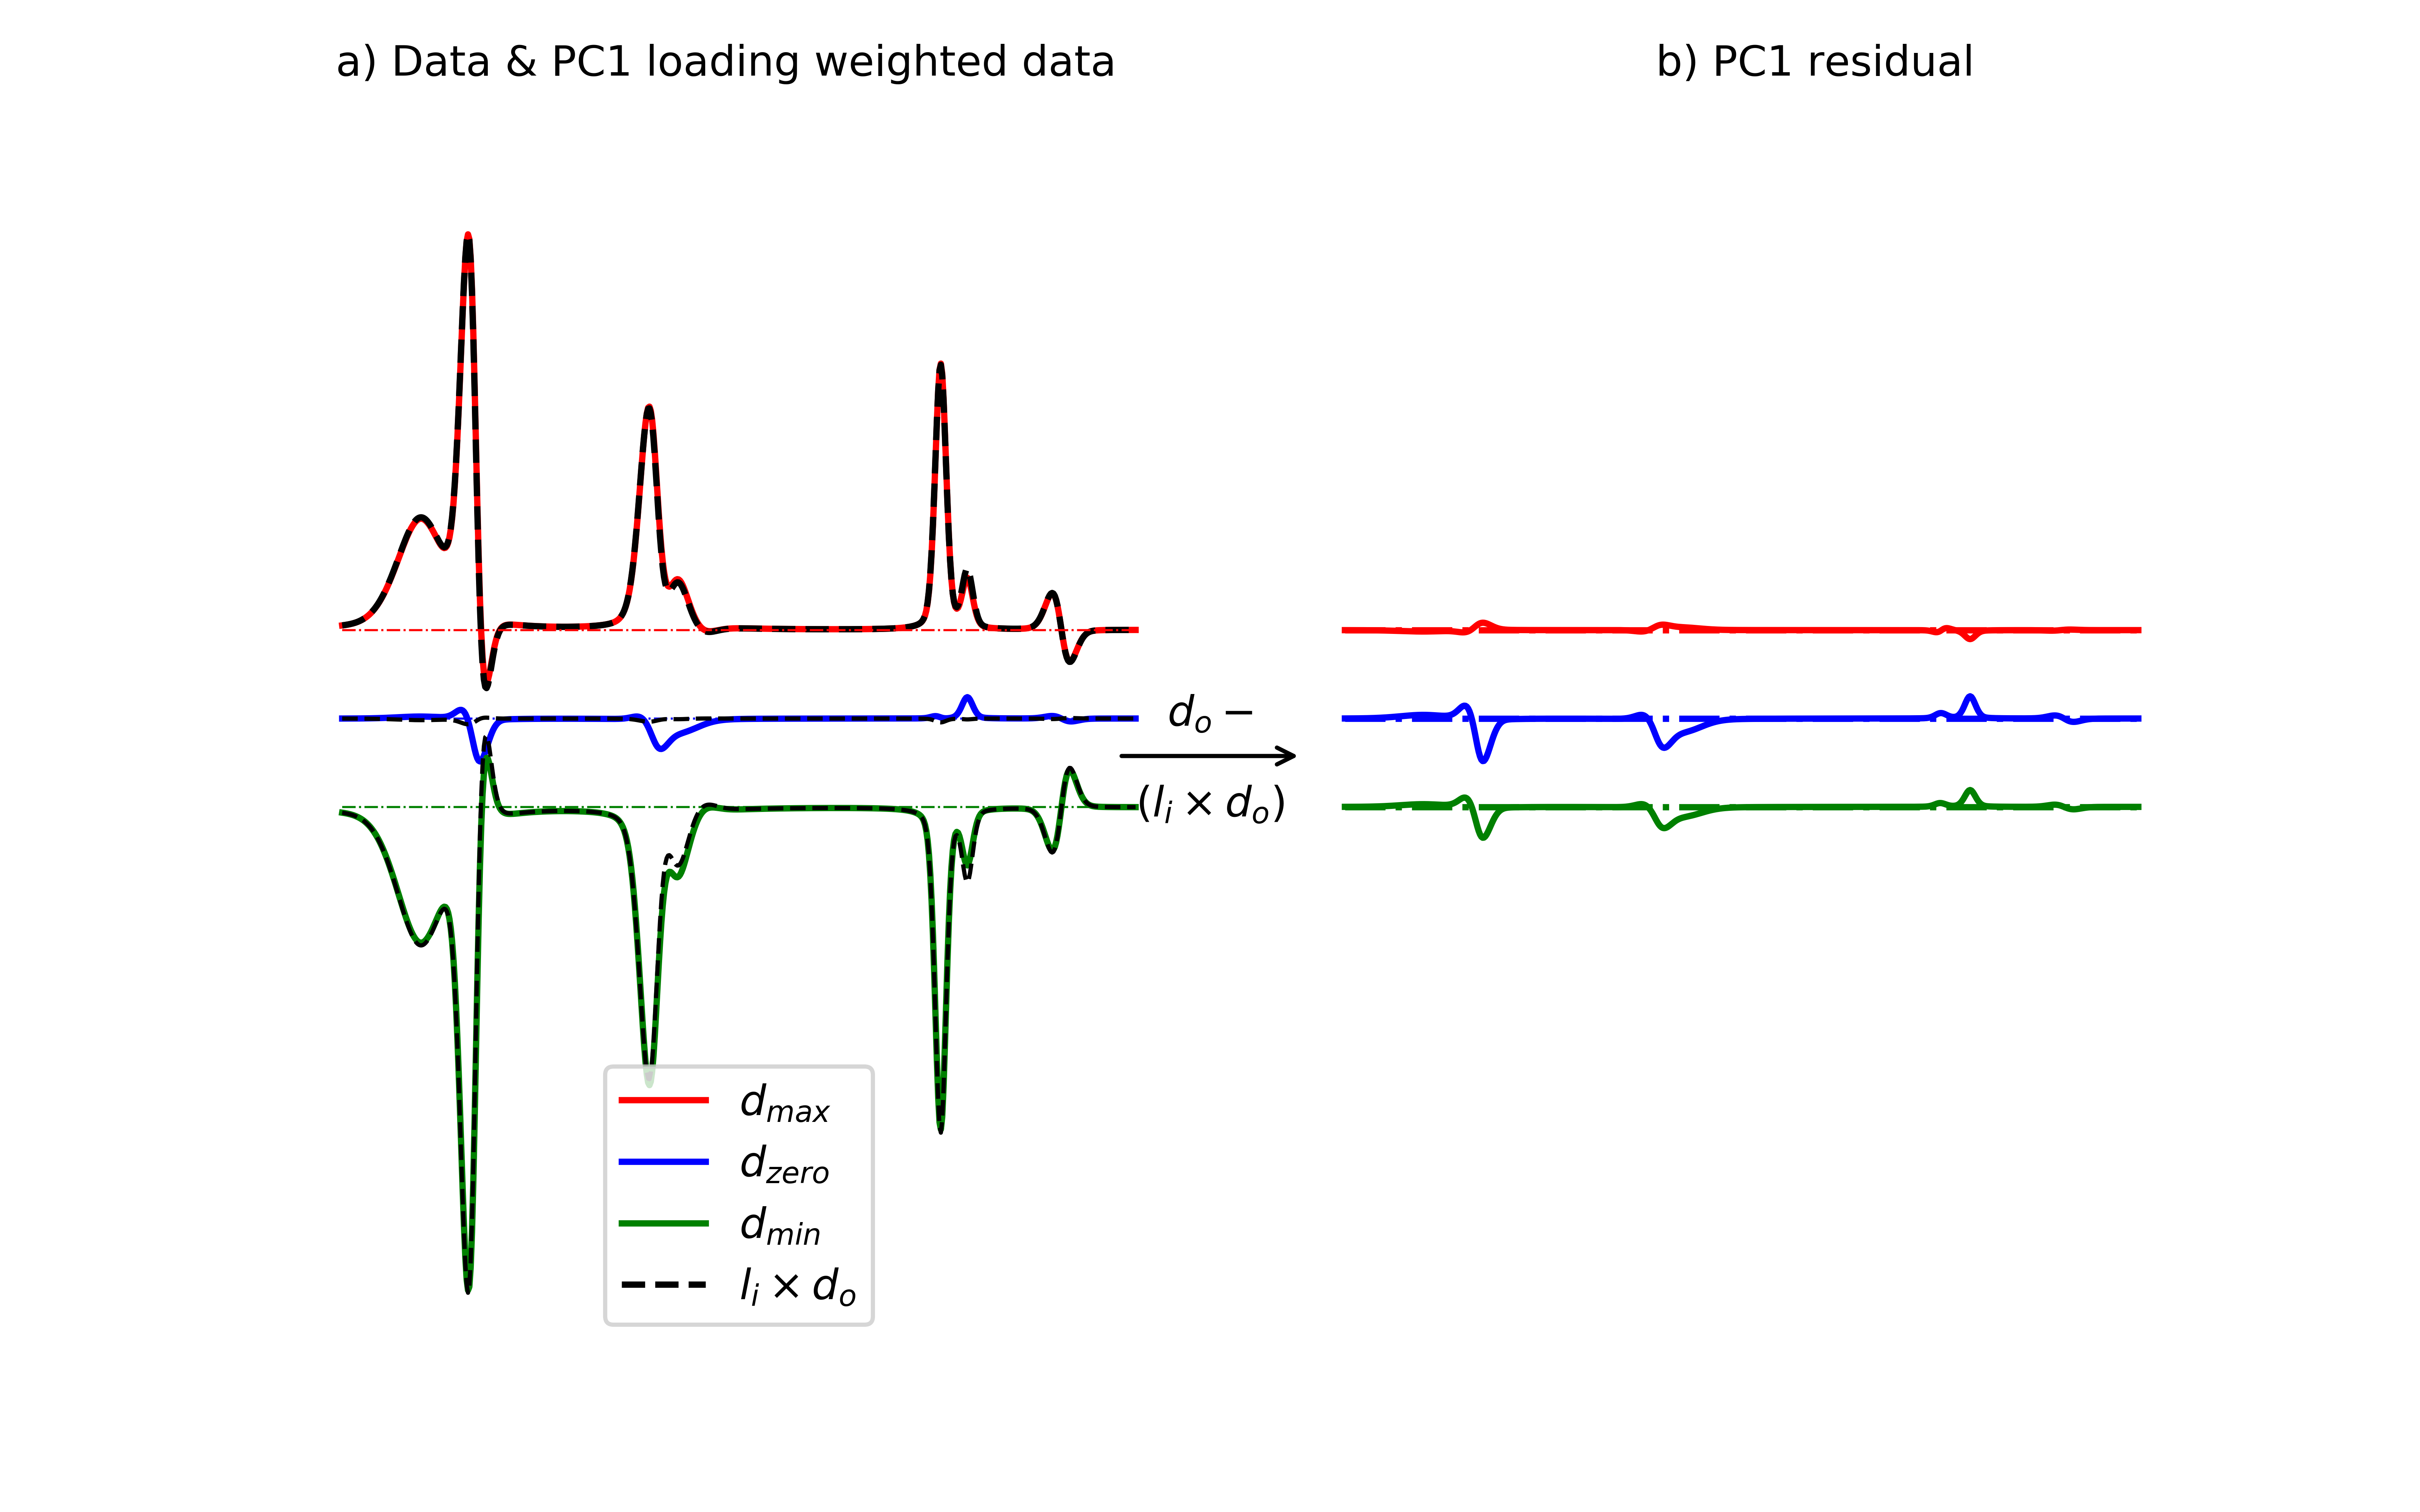 a) Data & PC1 loading weighted data
b) PC1 residual
d_o −
(l_i × d_o)
d_max
d_zero
d_min
l_i × d_o